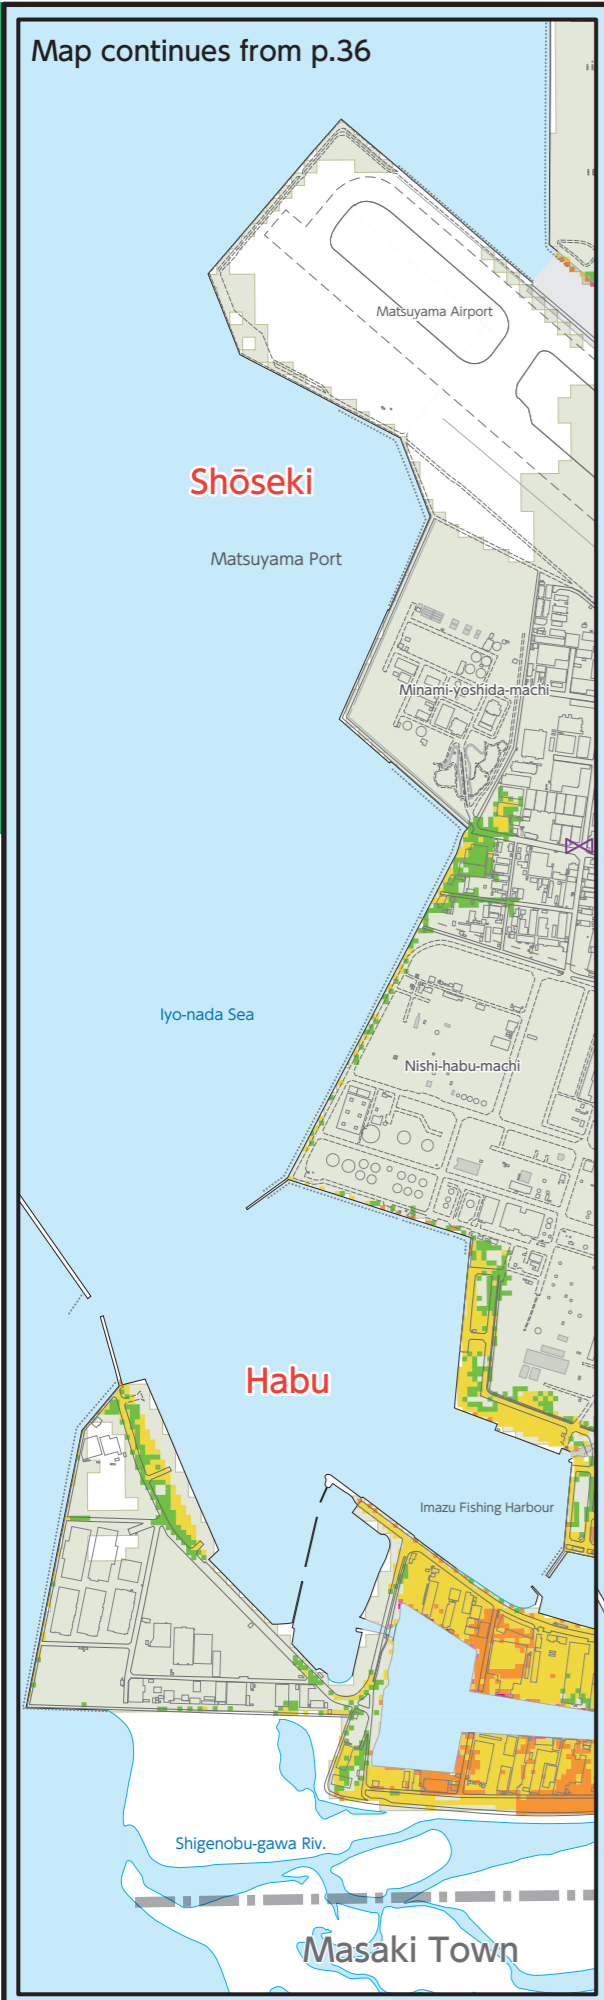 Map continues from p.36
Matsuyama Airport
Shōseki
Matsuyama Port
Minami-yoshida-machi
Iyo-nada Sea
Nishi-habu-machi
Habu
Imazu Fishing Harbour
Shigenobu-gawa Riv.
Masaki Town